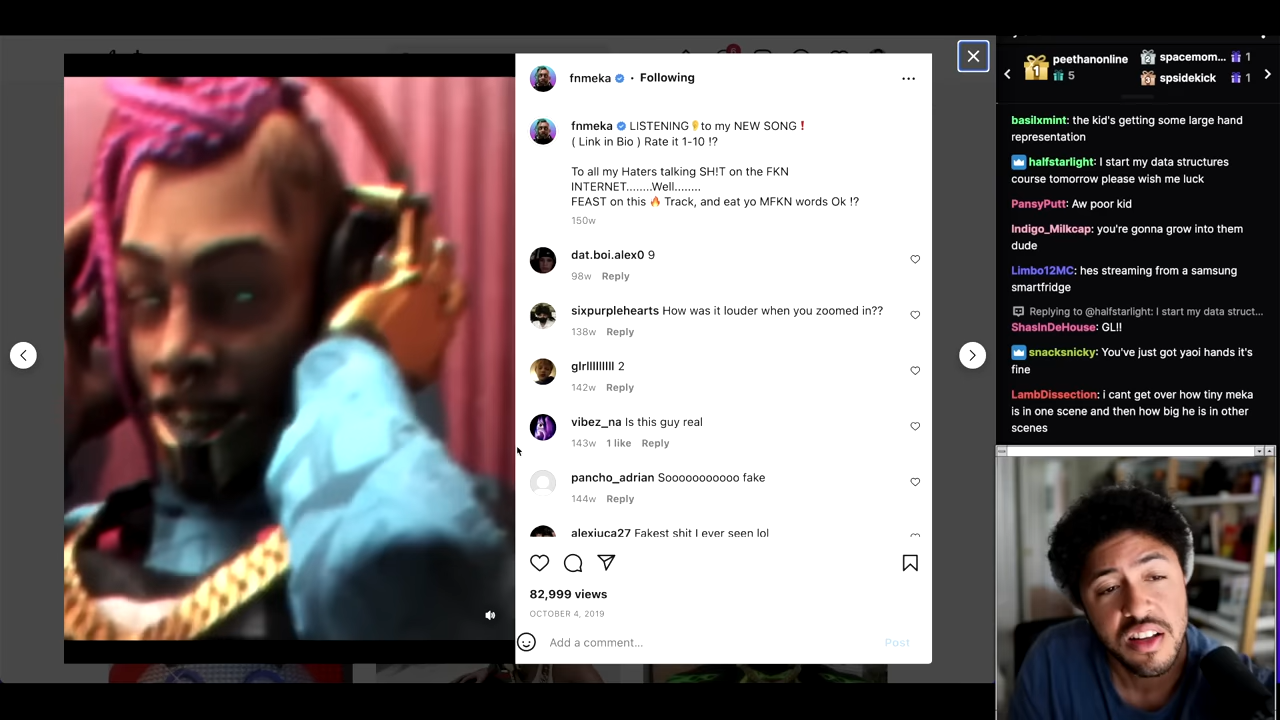 fnmeka • Following
fnmeka LISTENING👂to my NEW SONG❗
( Link in Bio ) Rate it 1-10 !?
To all my Haters talking SH!T on the FKN
INTERNET........Well........
FEAST on this 🔥 Track, and eat yo MFKN words Ok !?
150w
dat.boi.alex0 9
98w Reply
sixpurplehearts How was it louder when you zoomed in??
138w Reply
142w Reply
vibez_na Is this guy real
143w 1 like Reply
pancho_adrian Sooooooooooo fake
144w Reply
alexjuca27 Fakest shit I ever seen lol
82,999 views
OCTOBER 4, 2019
Add a comment...
Post
1 peethanonline
5
2 spacemom... 1
3 spsidekick 1
basilxmint: the kid's getting some large hand
representation
halfstarlight: I start my data structures
course tomorrow please wish me luck
PansyPutt: Aw poor kid
Indigo_Milkcap: you're gonna grow into them
dude
Limbo12MC: hes streaming from a samsung
smartfridge
Replying to @halfstarlight: I start my data struct...
ShasInDeHouse: GL!!
snacksnicky: You've just got yaoi hands it's
fine
LambDissection: i cant get over how tiny meka
is in one scene and then how big he is in other
scenes